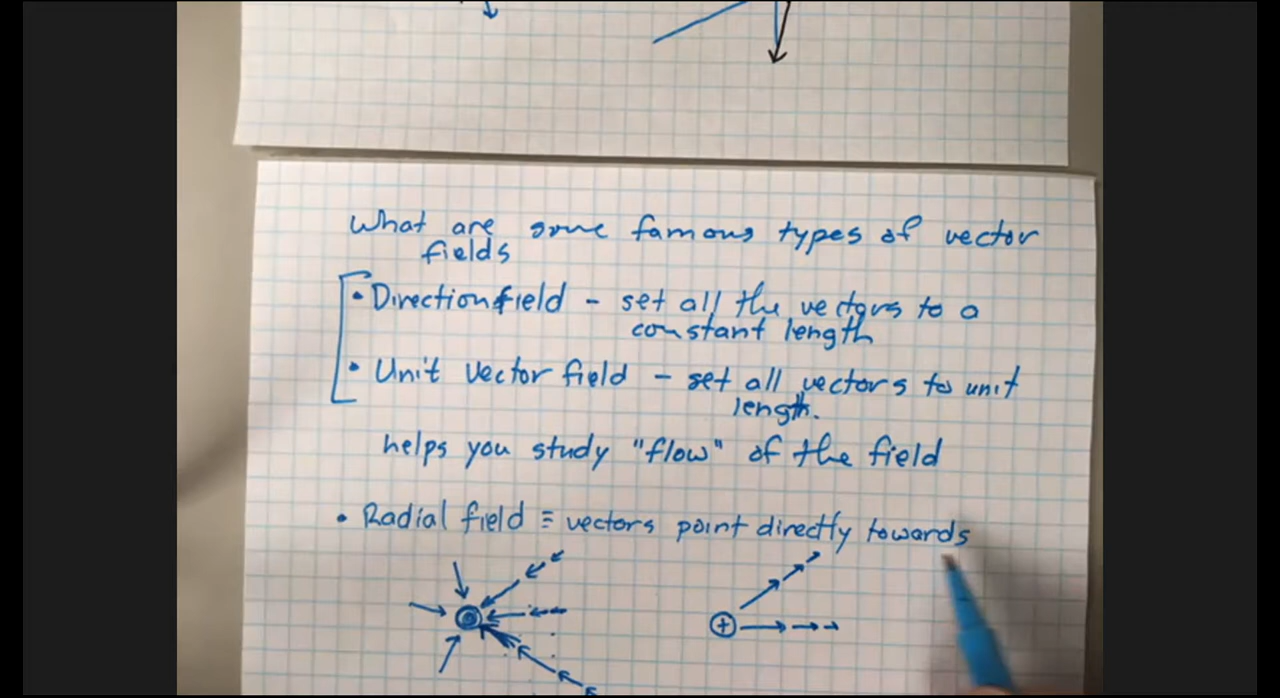 What are some famous types of vector
fields
• Direction field - set all the vectors to a
constant length
• Unit vector field - set all vectors to unit
length.
helps you study "flow" of the field
• Radial field ≡ vectors point directly towards
+